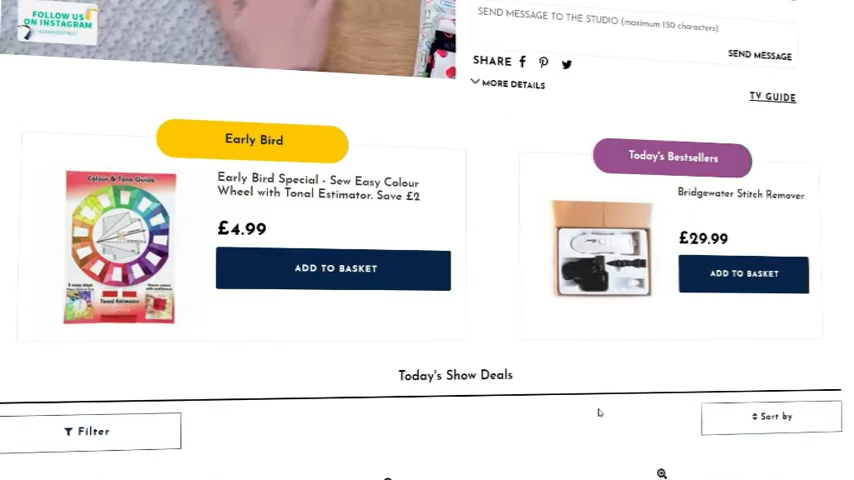 FOLLOW US
ON INSTAGRAM
SEND MESSAGE TO THE STUDIO (maximum 150 characters)
SEND MESSAGE
SHARE
MORE DETAILS
TV GUIDE
Early Bird
Today's Bestsellers
Colour & Tone Guide
Early Bird Special - Sew Easy Colour
Wheel with Tonal Estimator. Save £2
Bridgewater Stitch Remover
£4.99
£29.99
ADD TO BASKET
ADD TO BASKET
Tonal Estimator
Today's Show Deals
Filter
Sort by